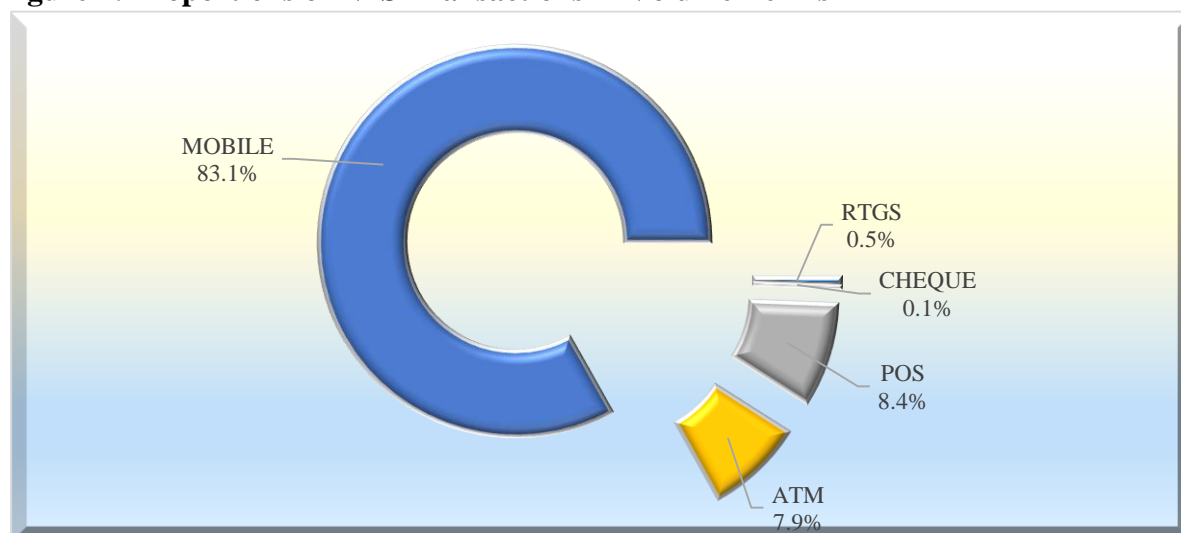 MOBILE
83.1%
RTGS
0.5%
CHEQUE
0.1%
POS
8.4%
ATM
7.9%